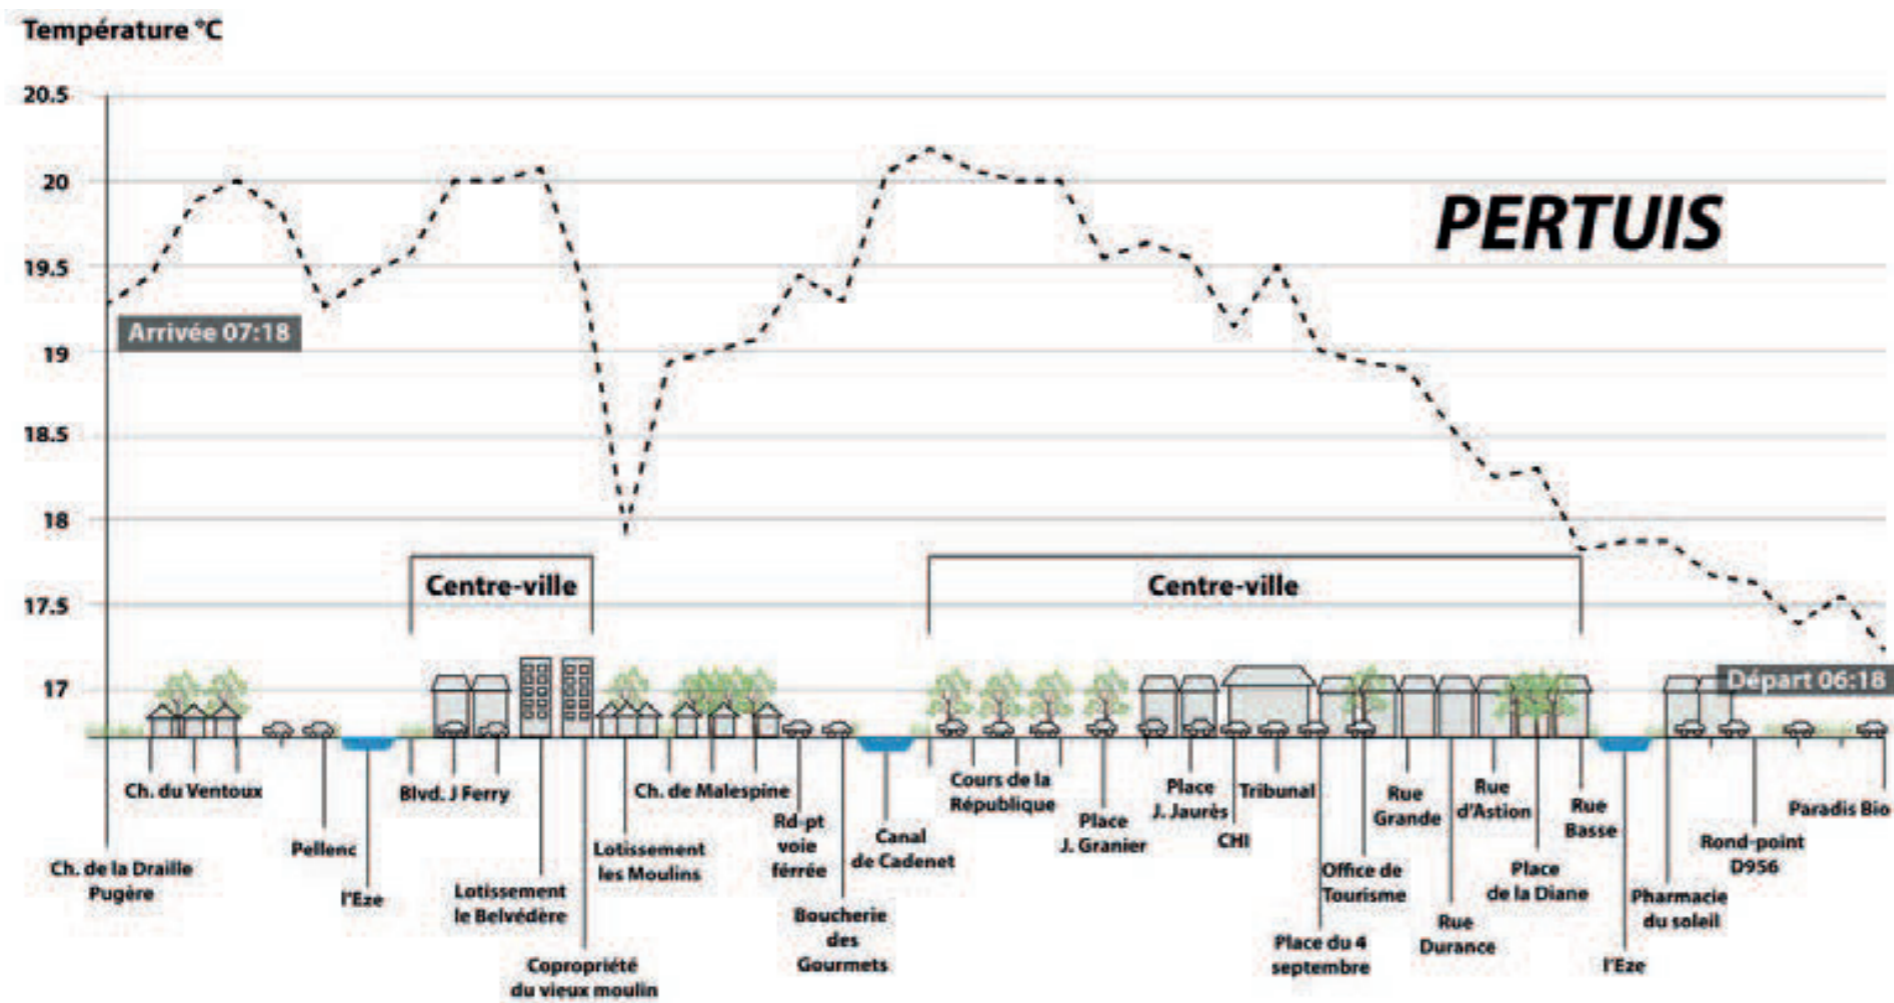 Température °C
20.5
20
19.5
19
18.5
18
17.5
17
PERTUIS
Arrivée 07:18
Départ 06:18
Centre-ville
Centre-ville
Ch. de la Draille
Pugère
Ch. du Ventoux
Pellenc
l'Eze
Blvd. J Ferry
Lotissement
le Belvédère
Copropriété
du vieux moulin
Lotissement
les Moulins
Ch. de Malespine
Rd-pt
voie
férrée
Boucherie
des
Gourmets
Canal
de Cadenet
Cours de la
République
Place
J. Granier
Place
J. Jaurès
CHI
Tribunal
Place du 4
septembre
Office de
Tourisme
Rue
Grande
Rue
Durance
Rue
d'Astion
Place
de la Diane
Rue
Basse
l'Eze
Pharmacie
du soleil
Rond-point
D956
Paradis Bio